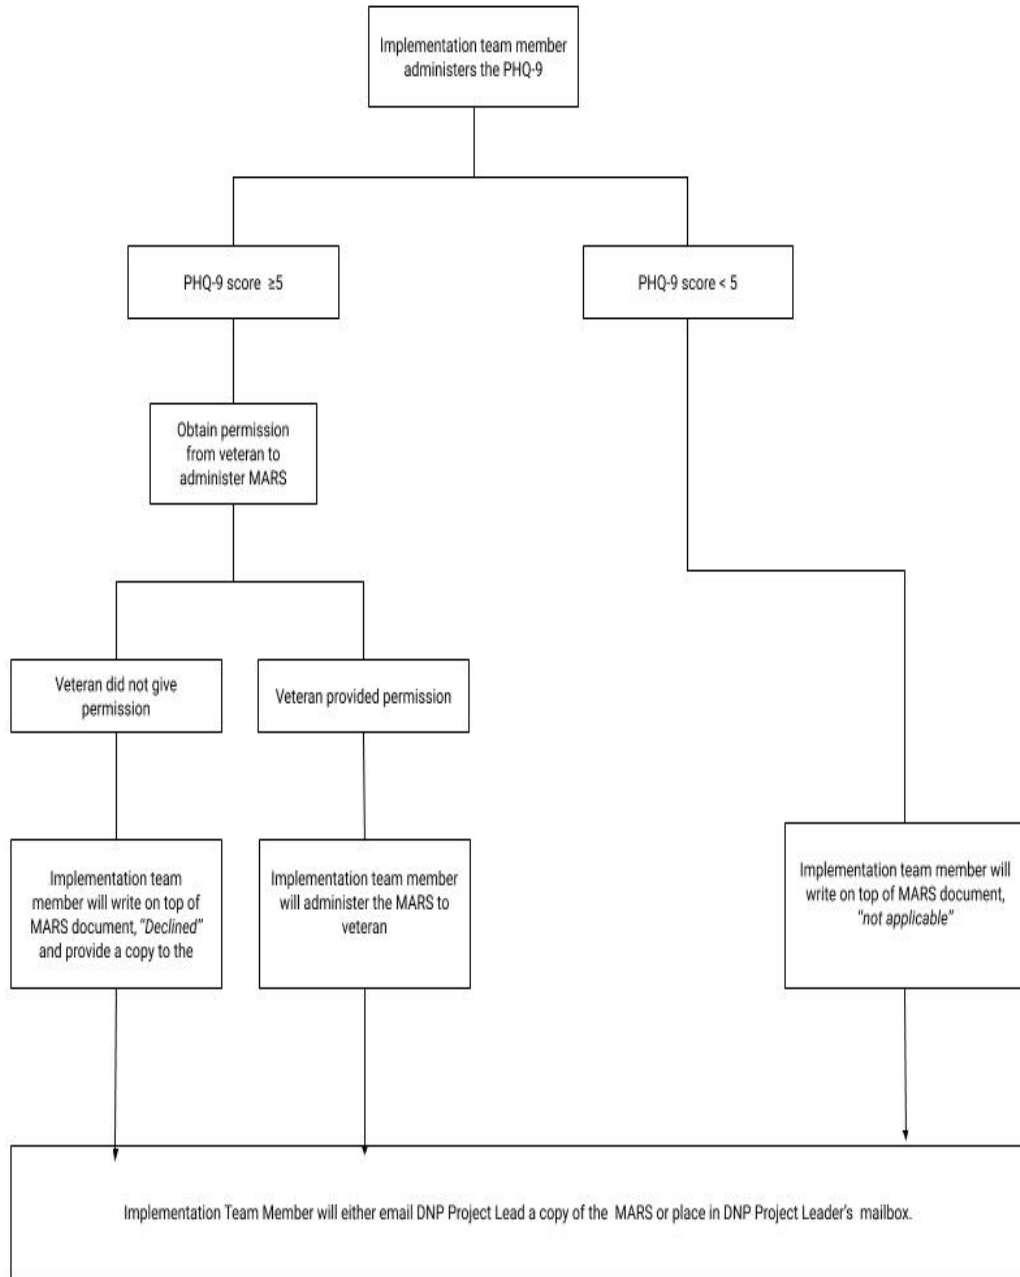 Implementation team member
administers the PHQ-9
PHQ-9 score ≥5
PHQ-9 score < 5
Obtain permission
from veteran to
administer MARS
Veteran did not give
permission
Veteran provided permission
Implementation team
member will write on top of
MARS document, “Declined”
and provide a copy to the
Implementation team member
will administer the MARS to
veteran
Implementation team member will
write on top of MARS document,
“not applicable”
Implementation Team Member will either email DNP Project Lead a copy of the MARS or place in DNP Project Leader's mailbox.